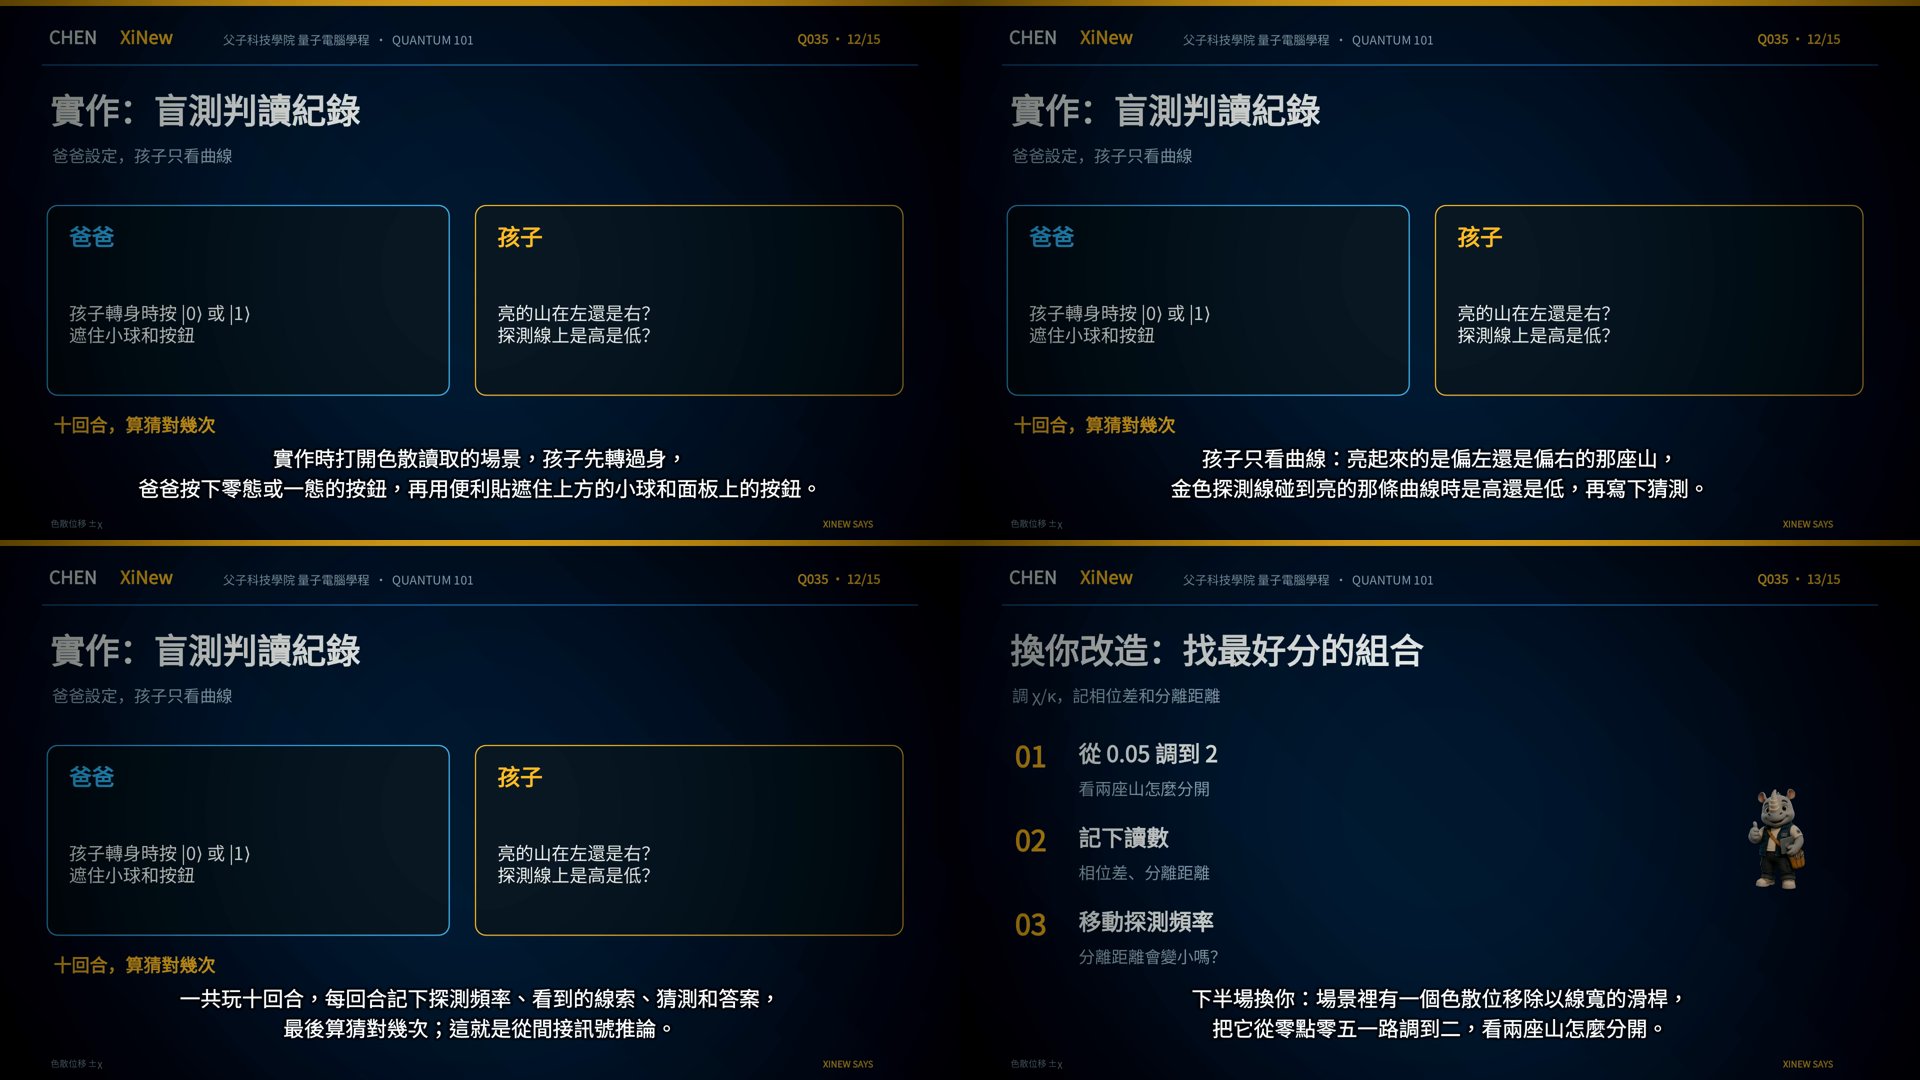 CHEN XiNew 父子科技學院 量子電腦學程 · QUANTUM 101 Q035 · 12/15
實作：盲測判讀紀錄
爸爸設定，孩子只看曲線
爸爸
孩子轉身時按 |0⟩ 或 |1⟩
遮住小球和按鈕
孩子
亮的山在左還是右？
探測線上是高是低？
十回合，算猜對幾次
實作時打開色散讀取的場景，孩子先轉過身，
爸爸按下零態或一態的按鈕，再用便利貼遮住上方的小球和面板上的按鈕。
色散位移 ±χ XINEW SAYS
CHEN XiNew 父子科技學院 量子電腦學程 · QUANTUM 101 Q035 · 12/15
實作：盲測判讀紀錄
爸爸設定，孩子只看曲線
爸爸
孩子轉身時按 |0⟩ 或 |1⟩
遮住小球和按鈕
孩子
亮的山在左還是右？
探測線上是高是低？
十回合，算猜對幾次
孩子只看曲線：亮起來的是偏左還是偏右的那座山，
金色探測線碰到亮的那條曲線時是高還是低，再寫下猜測。
色散位移 ±χ XINEW SAYS
CHEN XiNew 父子科技學院 量子電腦學程 · QUANTUM 101 Q035 · 12/15
實作：盲測判讀紀錄
爸爸設定，孩子只看曲線
爸爸
孩子轉身時按 |0⟩ 或 |1⟩
遮住小球和按鈕
孩子
亮的山在左還是右？
探測線上是高是低？
十回合，算猜對幾次
一共玩十回合，每回合記下探測頻率、看到的線索、猜測和答案，
最後算猜對幾次；這就是從間接訊號推論。
色散位移 ±χ XINEW SAYS
CHEN XiNew 父子科技學院 量子電腦學程 · QUANTUM 101 Q035 · 13/15
換你改造：找最好分的組合
調 χ/κ，記相位差和分離距離
01 從 0.05 調到 2
看兩座山怎麼分開
02 記下讀數
相位差、分離距離
03 移動探測頻率
分離距離會變小嗎？
下半場換你：場景裡有一個色散位移除以線寬的滑桿，
把它從零點零五一路調到二，看兩座山怎麼分開。
色散位移 ±χ XINEW SAYS